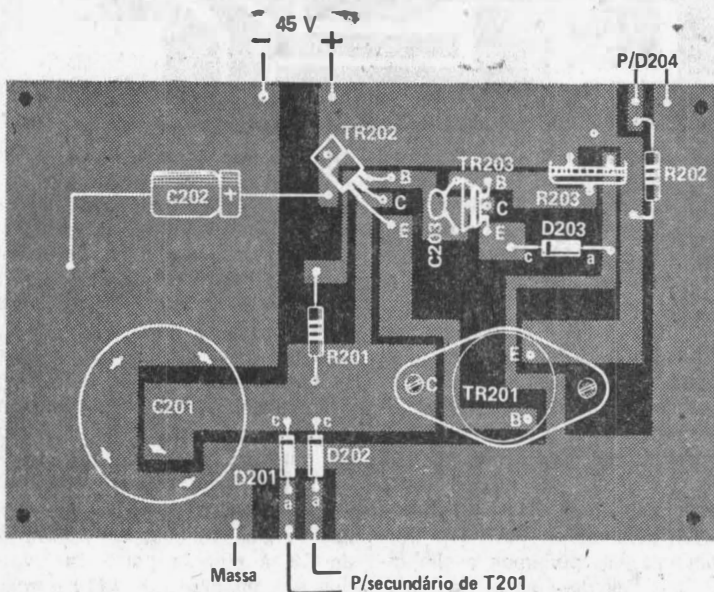 - 45 V +
P/D204
TR202
B
C
E
C202 +
TR203
B
C
E
C203
R203
R202
D203
c a
R201
C201
E
C
TR201
B
c c
D201 D202
a a
Massa
P/secundário de T201